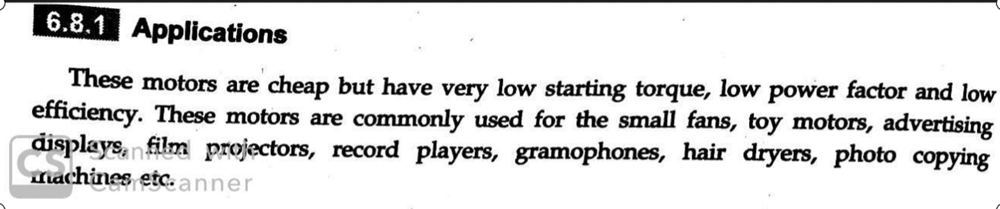 6.8.1 Applications
These motors are cheap but have very low starting torque, low power factor and low
efficiency. These motors are commonly used for the small fans, toy motors, advertising
displays, film projectors, record players, gramophones, hair dryers, photo copying
machines etc.
CS
Scanned with
CamScanner